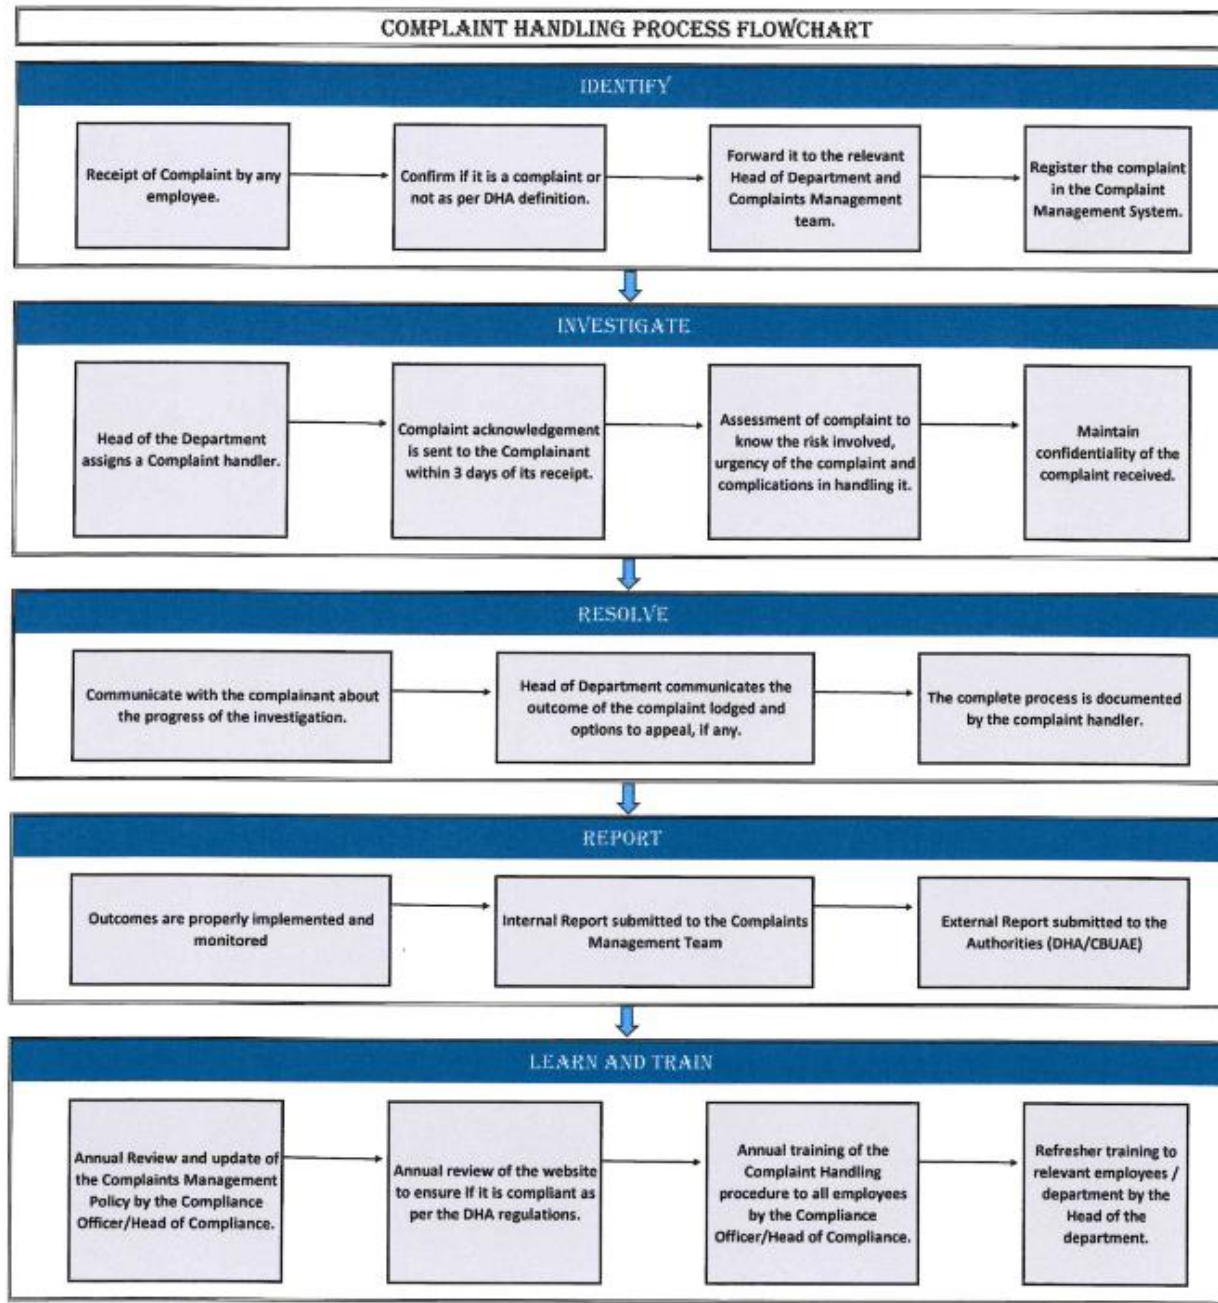 COMPLAINT HANDLING PROCESS FLOWCHART
IDENTIFY
Receipt of Complaint by any
employee.
Confirm if it is a complaint or
not as per DHA definition.
Forward it to the relevant
Head of Department and
Complaints Management
team.
Register the complaint
in the Complaint
Management System.
INVESTIGATE
Head of the Department
assigns a Complaint handler.
Complaint acknowledgement
is sent to the Complainant
within 3 days of its receipt.
Assessment of complaint to
know the risk involved,
urgency of the complaint and
complications in handling it.
Maintain
confidentiality of the
complaint received.
RESOLVE
Communicate with the complainant about
the progress of the investigation.
Head of Department communicates the
outcome of the complaint lodged and
options to appeal, if any.
The complete process is documented
by the complaint handler.
REPORT
Outcomes are properly implemented and
monitored
Internal Report submitted to the Complaints
Management Team
External Report submitted to the
Authorities (DHA/CBUAE)
LEARN AND TRAIN
Annual Review and update of
the Complaints Management
Policy by the Compliance
Officer/Head of Compliance.
Annual review of the website
to ensure if it is compliant as
per the DHA regulations.
Annual training of the
Complaint Handling
procedure to all employees
by the Compliance
Officer/Head of Compliance.
Refresher training to
relevant employees /
department by the
Head of the
department.